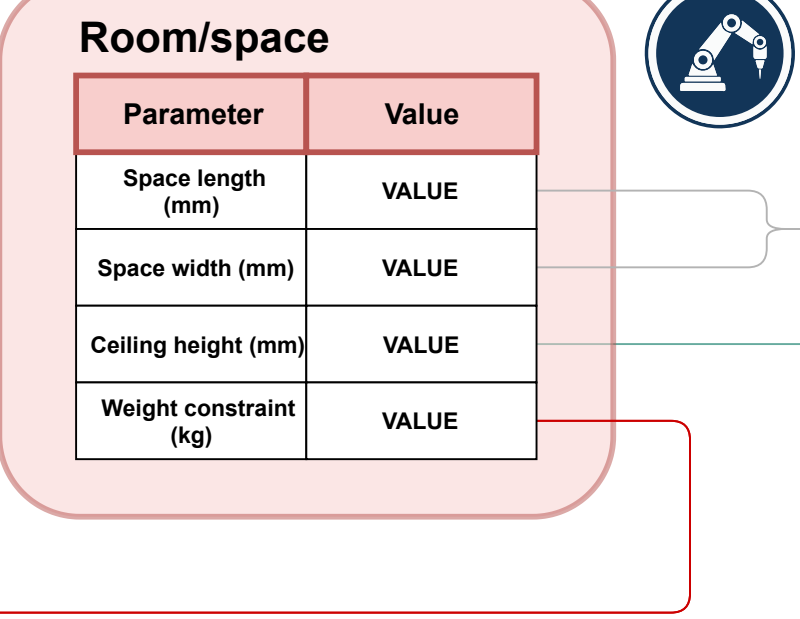 Room/space
Parameter Value
Space length
(mm) VALUE
Space width (mm) VALUE
Ceiling height (mm) VALUE
Weight constraint
(kg) VALUE